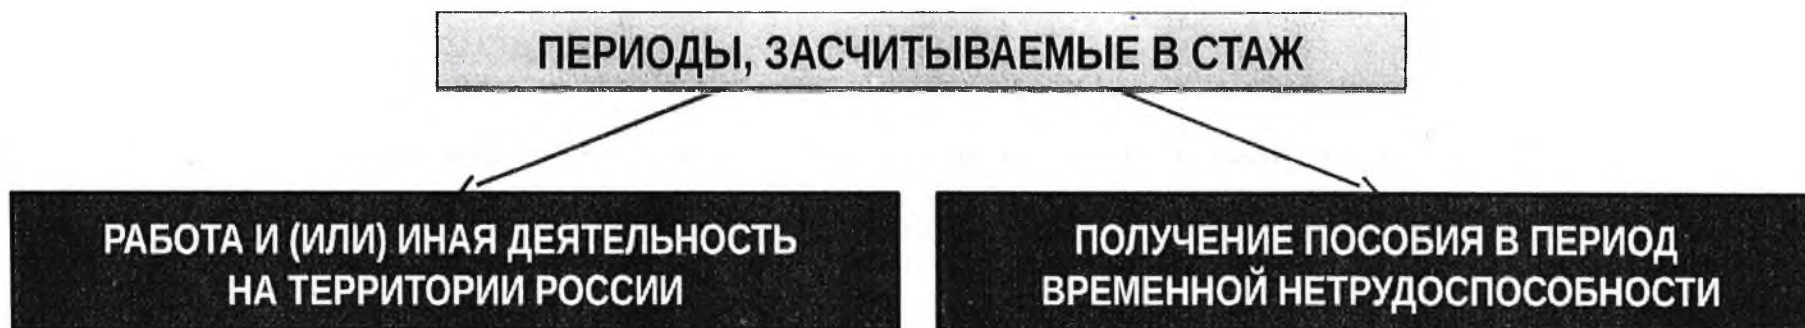 ПЕРИОДЫ, ЗАСЧИТЫВАЕМЫЕ В СТАЖ
РАБОТА И (ИЛИ) ИНАЯ ДЕЯТЕЛЬНОСТЬ
НА ТЕРРИТОРИИ РОССИИ
ПОЛУЧЕНИЕ ПОСОБИЯ В ПЕРИОД
ВРЕМЕННОЙ НЕТРУДОСПОСОБНОСТИ